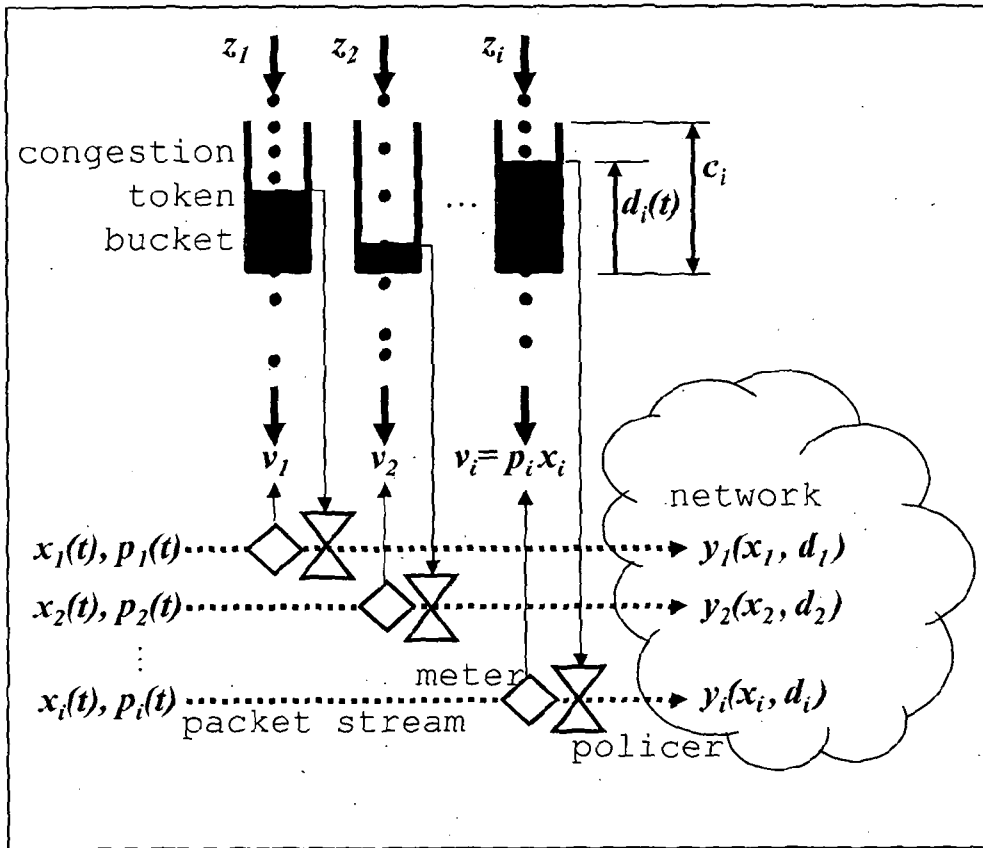 z1 z2 zi
congestion
token
bucket
...
di(t)
ci
v1 v2 vi= pi xi
network
x1(t), p1(t) y1(x1, d1)
x2(t), p2(t) y2(x2, d2)
⋮
meter
xi(t), pi(t) yi(xi, di)
packet stream
policer